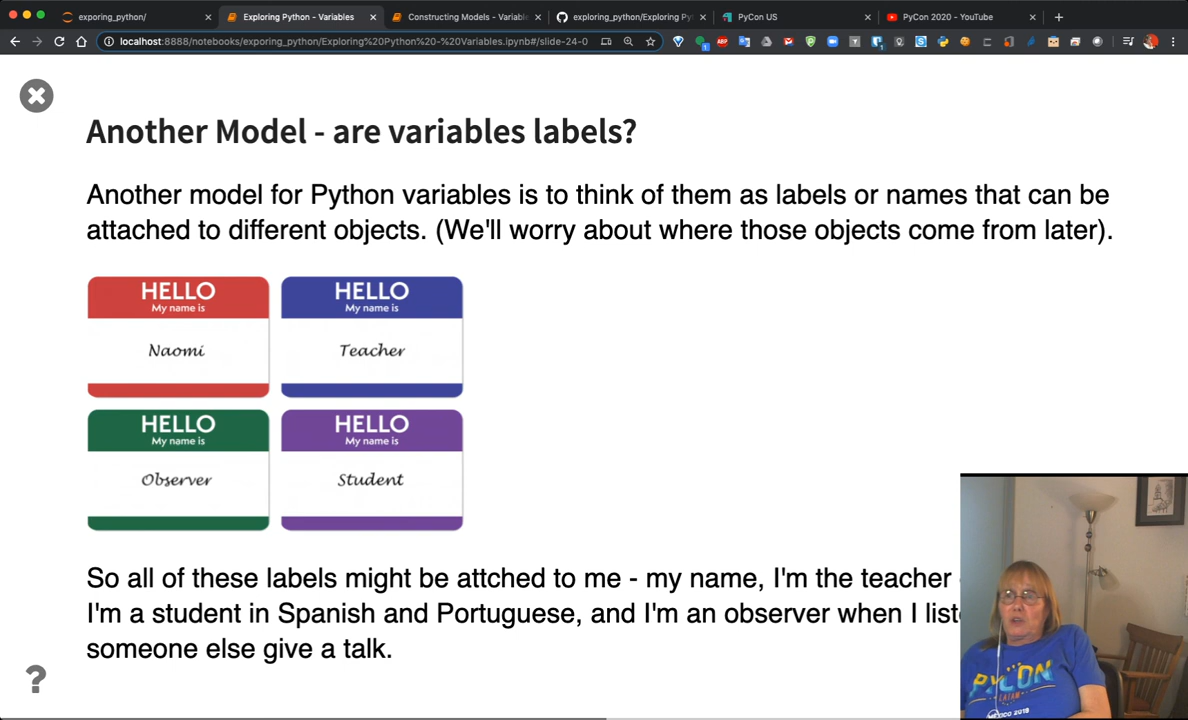 exploring_python/
Exploring Python - Variables
Constructing Models - Variable
exploring_python/Exploring Py
PyCon US
PyCon 2020 - YouTube
localhost:8888/notebooks/exporing_python/Exploring%20Python%20-%20Variables.ipynb#/slide-24-0
Another Model - are variables labels?
Another model for Python variables is to think of them as labels or names that can be
attached to different objects. (We'll worry about where those objects come from later).
HELLO
My name is
Naomi
HELLO
My name is
Teacher
HELLO
My name is
Observer
HELLO
My name is
Student
So all of these labels might be attched to me - my name, I'm the teacher
I'm a student in Spanish and Portuguese, and I'm an observer when I
someone else give a talk.
PYCON